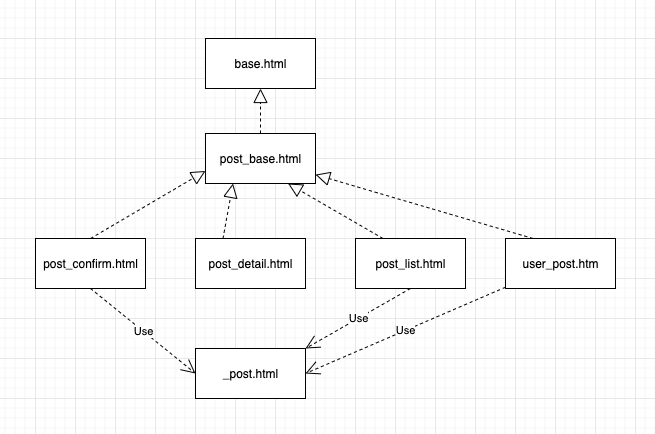 base.html
post_base.html
post_confirm.html
post_detail.html
post_list.html
user_post.htm
Use
Use
Use
_post.html